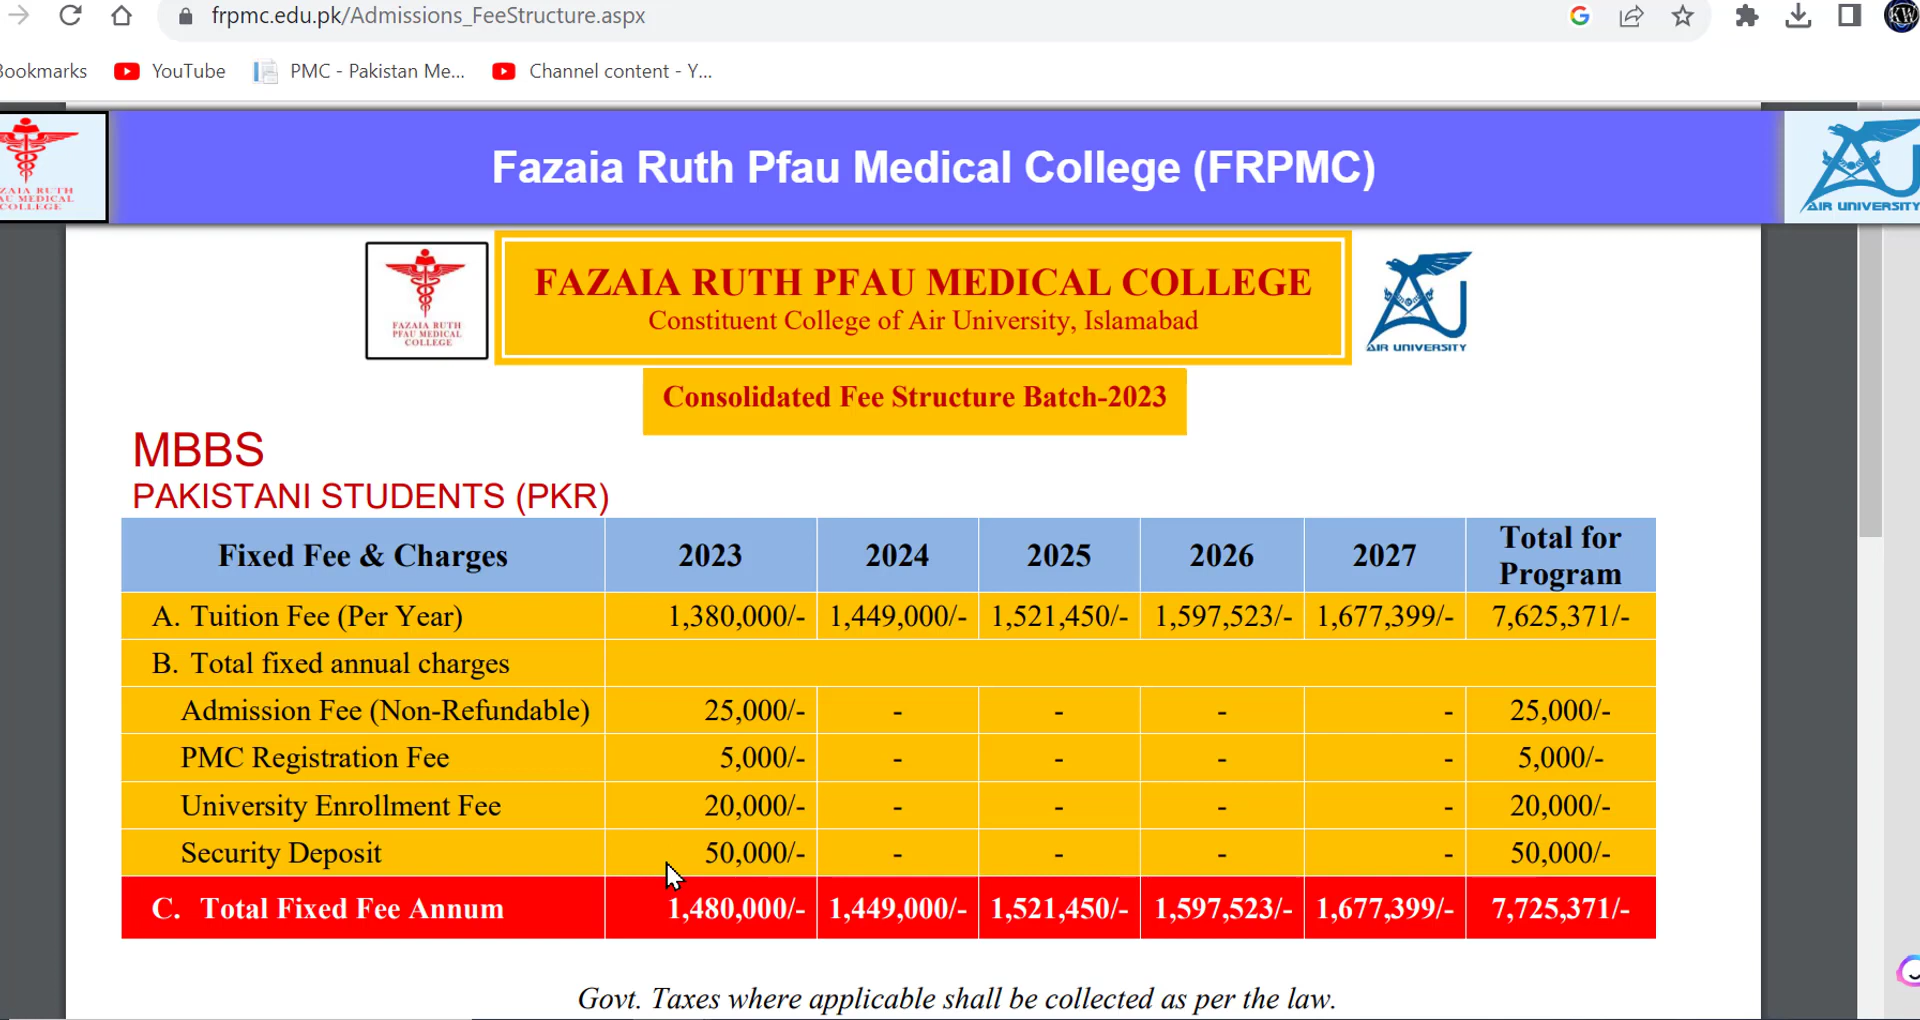 frpmc.edu.pk/Admissions_FeeStructure.aspx
Bookmarks YouTube PMC - Pakistan Me... Channel content - Y...
Fazaia Ruth Pfau Medical College (FRPMC)
AIR UNIVERSITY
FAZAIA RUTH
PFAU MEDICAL
COLLEGE
FAZAIA RUTH PFAU MEDICAL COLLEGE
Constituent College of Air University, Islamabad
AIR UNIVERSITY
Consolidated Fee Structure Batch-2023
MBBS
PAKISTANI STUDENTS (PKR)
Fixed Fee & Charges 2023 2024 2025 2026 2027 Total for Program
A. Tuition Fee (Per Year) 1,380,000/- 1,449,000/- 1,521,450/- 1,597,523/- 1,677,399/- 7,625,371/-
B. Total fixed annual charges
Admission Fee (Non-Refundable) 25,000/- - - - - 25,000/-
PMC Registration Fee 5,000/- - - - - 5,000/-
University Enrollment Fee 20,000/- - - - - 20,000/-
Security Deposit 50,000/- - - - - 50,000/-
C. Total Fixed Fee Annum 1,480,000/- 1,449,000/- 1,521,450/- 1,597,523/- 1,677,399/- 7,725,371/-
Govt. Taxes where applicable shall be collected as per the law.